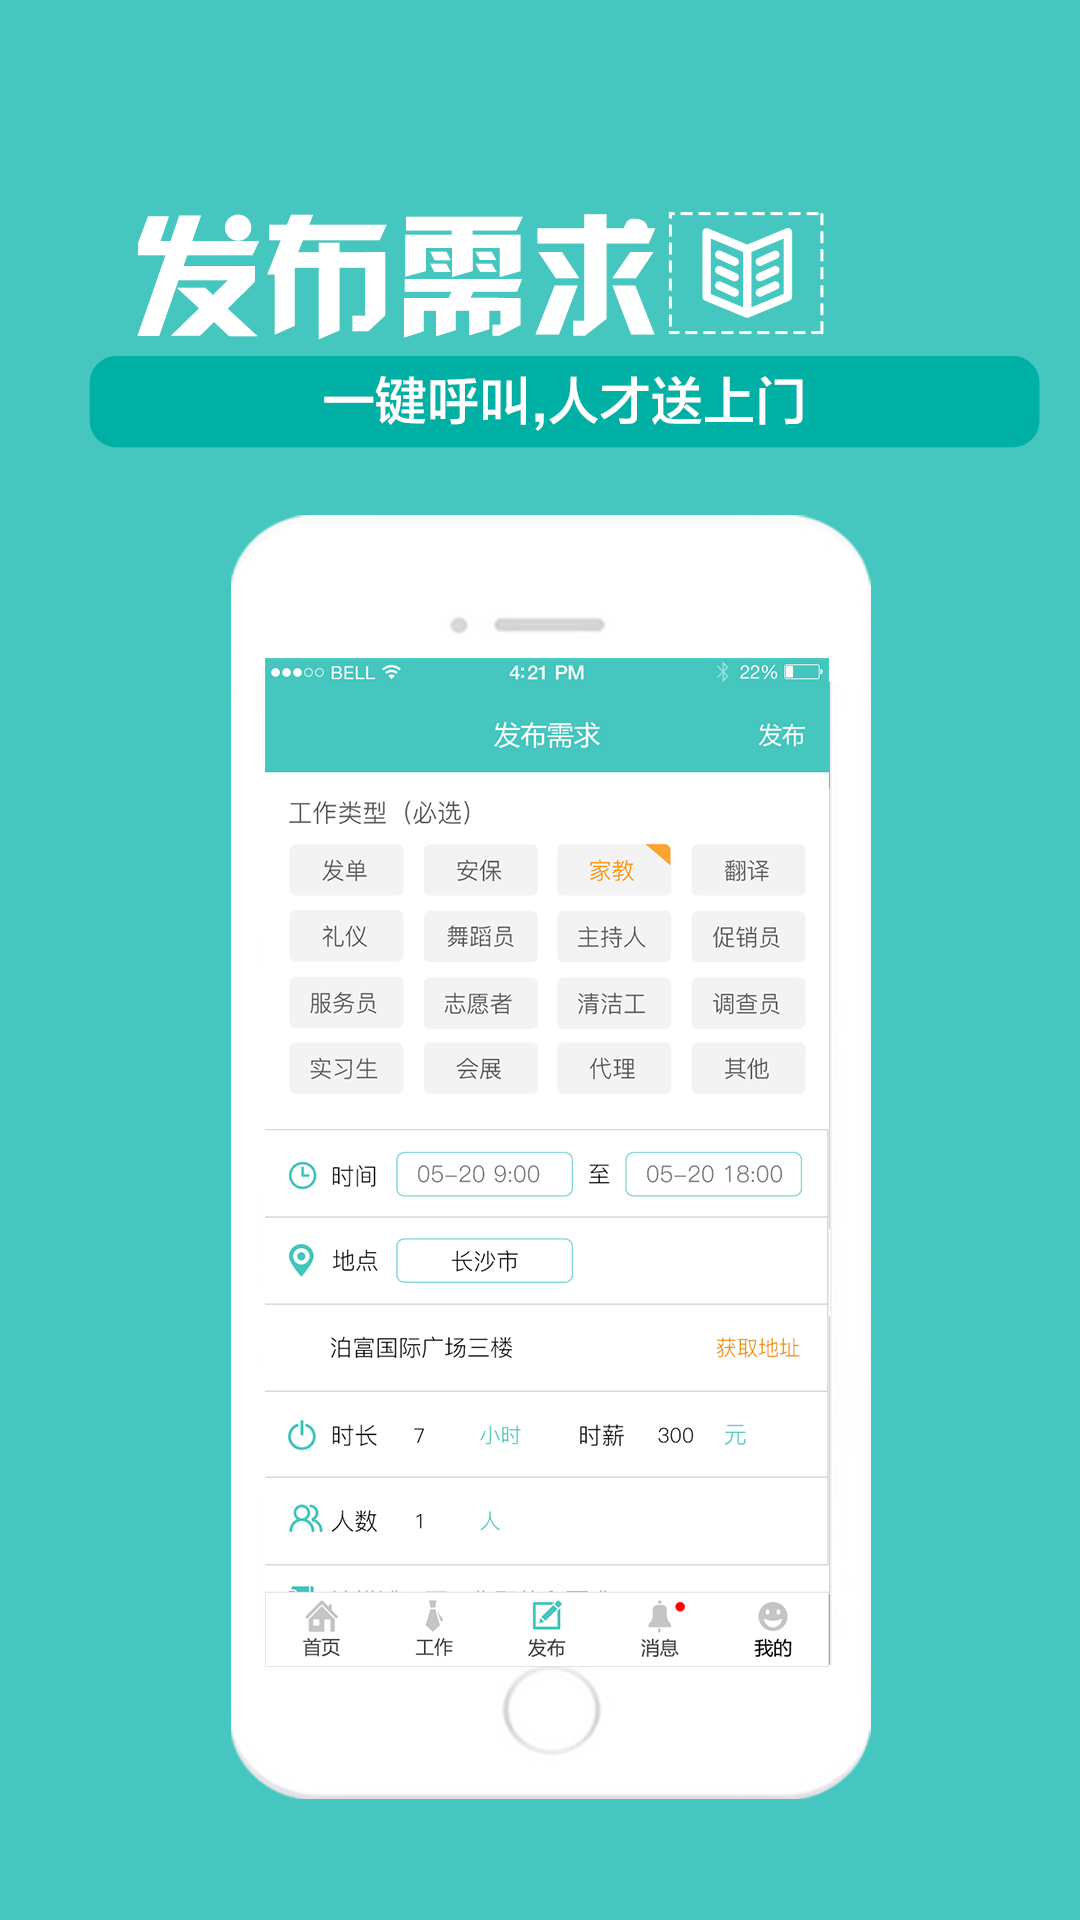 发布需求
一键呼叫,人才送上门
BELL 4:21 PM 22%
发布需求 发布
工作类型（必选）
发单 安保 家教 翻译
礼仪 舞蹈员 主持人 促销员
服务员 志愿者 清洁工 调查员
实习生 会展 代理 其他
时间 05-20 9:00 至 05-20 18:00
地点 长沙市
泊富国际广场三楼 获取地址
时长 7 小时 时薪 300 元
人数 1 人
首页 工作 发布 消息 我的